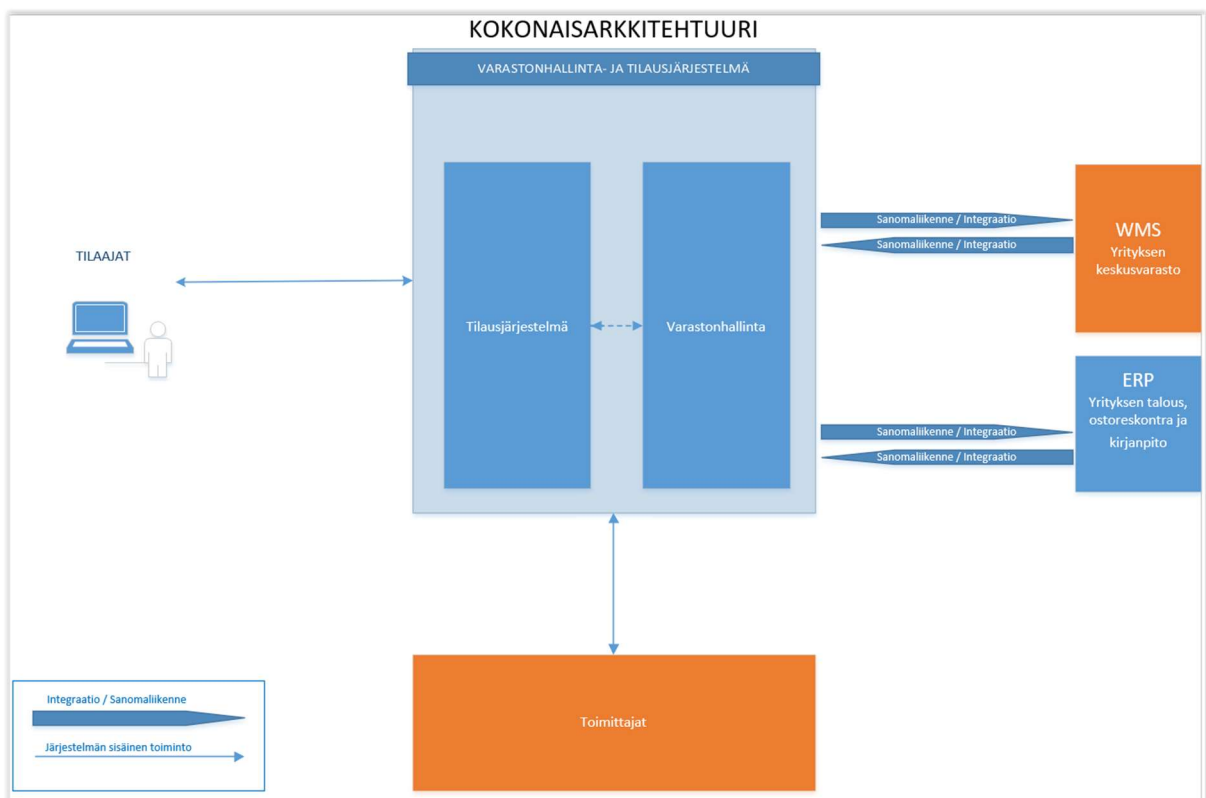 KOKONAISARKKITEHTUURI
VARASTONHALLINTA- JA TILAUSJÄRJESTELMÄ
TILAAJAT
Tilausjärjestelmä
Varastonhallinta
Sanomaliikenne / Integraatio
Sanomaliikenne / Integraatio
WMS
Yrityksen
keskusvarasto
Sanomaliikenne / Integraatio
Sanomaliikenne / Integraatio
ERP
Yrityksen talous,
ostoreskontra ja
kirjanpito
Toimittajat
Integraatio / Sanomaliikenne
Järjestelmän sisäinen toiminto